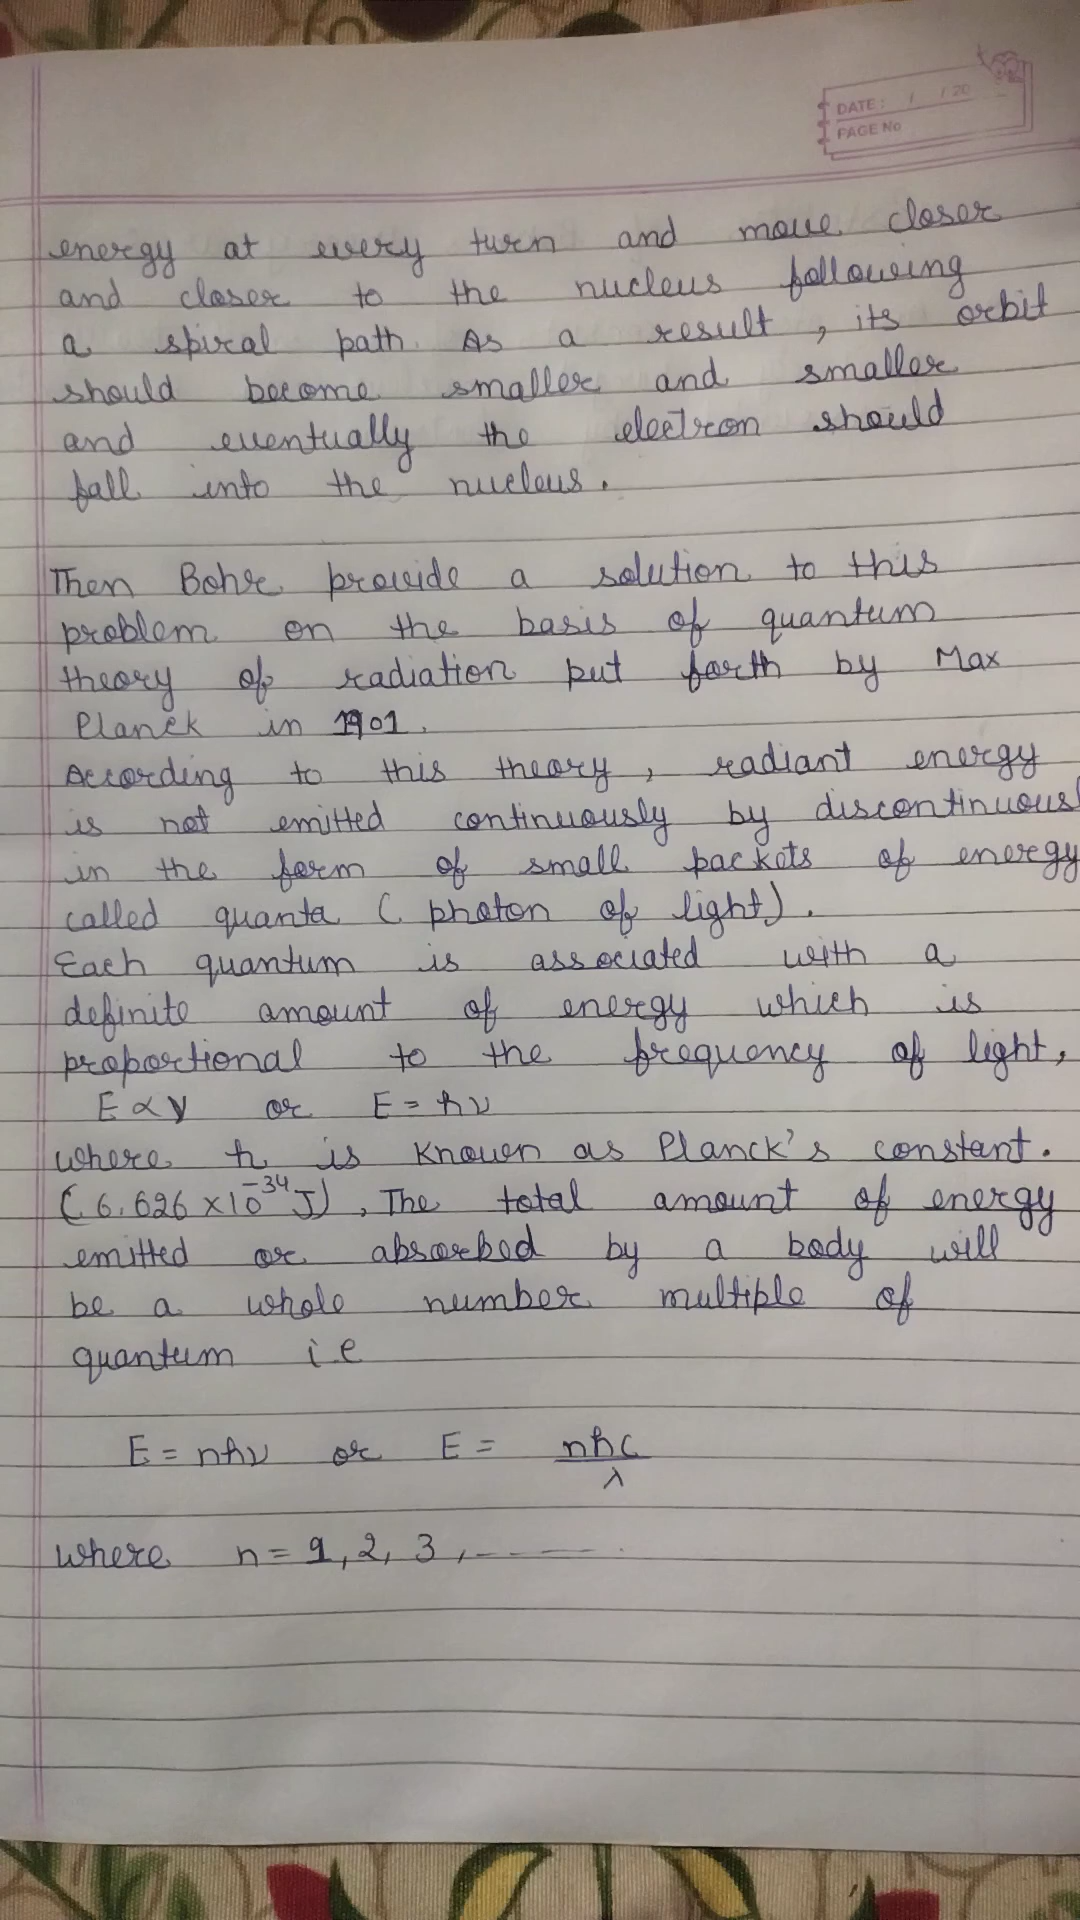 DATE: / / 20
PAGE NO
energy at every turn and move closer
and closer to the nucleus following
a spiral path. As a result, its orbit
should become smaller and smaller
and eventually the electron should
fall into the nucleus.
Then Bohr provide a solution to this
problem on the basis of quantum
theory of radiation put forth by Max
Planck in 1901.
According to this theory, radiant energy
is not emitted continuously by discontinuous
in the form of small packets of energy
called quanta (photon of light).
Each quantum is associated with a
definite amount of energy which is
proportional to the frequency of light,
E ∝ ν or E = hν
where h is known as Planck's constant.
(6.626 × 10⁻³⁴ J). The total amount of energy
emitted or absorbed by a body will
be a whole number multiple of
quantum i.e
E = nhν or E = nhc/λ
where n = 1, 2, 3, -----